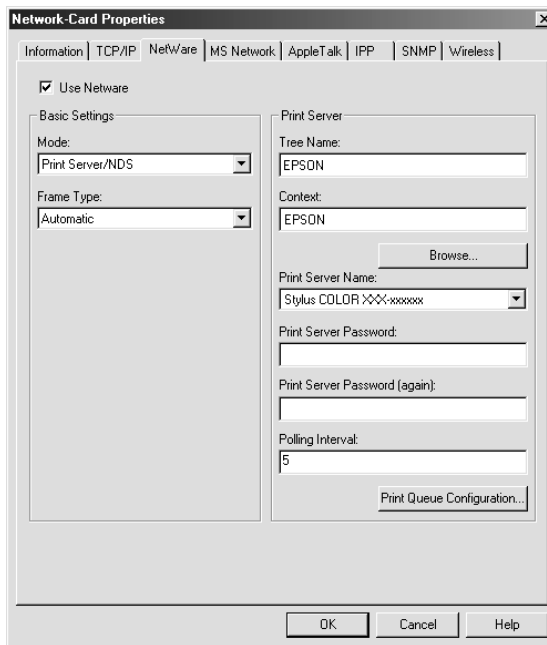 Network-Card Properties
Information TCP/IP NetWare MS Network AppleTalk IPP SNMP Wireless
Use Netware
Basic Settings
Mode:
Print Server/NDS
Frame Type:
Automatic
Print Server
Tree Name:
EPSON
Context:
EPSON
Browse...
Print Server Name:
Stylus COLOR XXX-xxxxxx
Print Server Password:
Print Server Password (again):
Polling Interval:
5
Print Queue Configuration...
OK Cancel Help